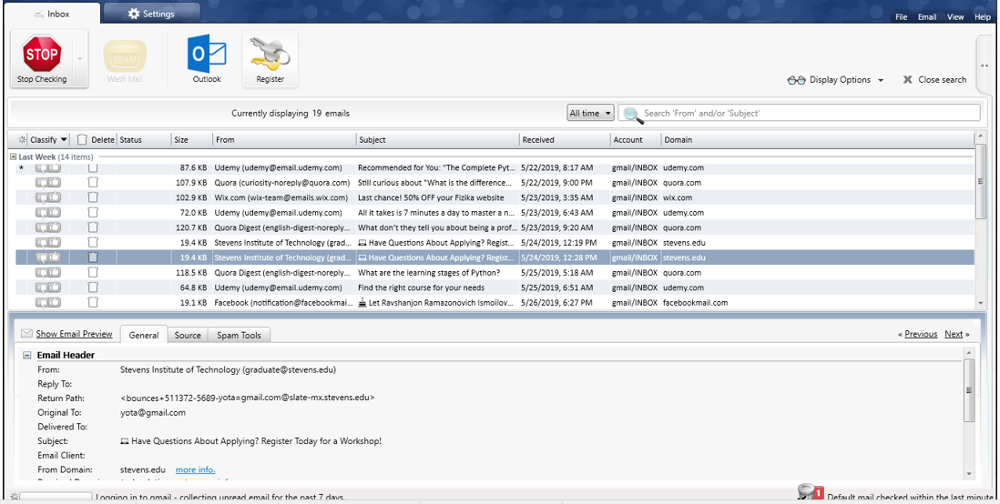 Inbox
Settings
File Email View Help
STOP
Stop Checking
SPAM
Wash Mail
Outlook
Register
Display Options
Close search
Currently displaying 19 emails
All time
Search 'From' and/or 'Subject'
Classify Delete Status Size From Subject Received Account Domain
Last Week (14 items)
* 87.6 KB Udemy (udemy@email.udemy.com) Recommended for You: "The Complete Pyt... 5/22/2019, 8:17 AM gmail/INBOX udemy.com
107.9 KB Quora (curiosity-noreply@quora.com) Still curious about "What is the difference... 5/22/2019, 9:00 PM gmail/INBOX quora.com
102.9 KB Wix.com (wix-team@emails.wix.com) Last chance! 50% OFF your Fizika website 5/23/2019, 3:35 AM gmail/INBOX wix.com
72.0 KB Udemy (udemy@email.udemy.com) All it takes is 7 minutes a day to master a n... 5/23/2019, 6:43 AM gmail/INBOX udemy.com
120.7 KB Quora Digest (english-digest-noreply... What don't they tell you about being a prof... 5/23/2019, 9:20 AM gmail/INBOX quora.com
19.4 KB Stevens Institute of Technology (grad... Have Questions About Applying? Regist... 5/24/2019, 12:19 PM gmail/INBOX stevens.edu
19.4 KB Stevens Institute of Technology (grad... Have Questions About Applying? Regist... 5/24/2019, 12:28 PM gmail/INBOX stevens.edu
118.5 KB Quora Digest (english-digest-noreply... What are the learning stages of Python? 5/25/2019, 5:18 AM gmail/INBOX quora.com
64.8 KB Udemy (udemy@email.udemy.com) Find the right course for your needs 5/25/2019, 6:51 AM gmail/INBOX udemy.com
19.1 KB Facebook (notification@facebookmai... Let Ravshanjon Ramazonovich Ismoilov... 5/26/2019, 6:27 PM gmail/INBOX facebookmail.com
Show Email Preview General Source Spam Tools « Previous Next »
Email Header
From: Stevens Institute of Technology (graduate@stevens.edu)
Reply To:
Return Path: <bounces+511372-5689-yota=gmail.com@slate-mx.stevens.edu>
Original To: yota@gmail.com
Delivered To:
Subject: Have Questions About Applying? Register Today for a Workshop!
Email Client:
From Domain: stevens.edu more info.
Logging in to gmail - collecting unread email for the past 7 days.
1
Default mail checked within the last minute